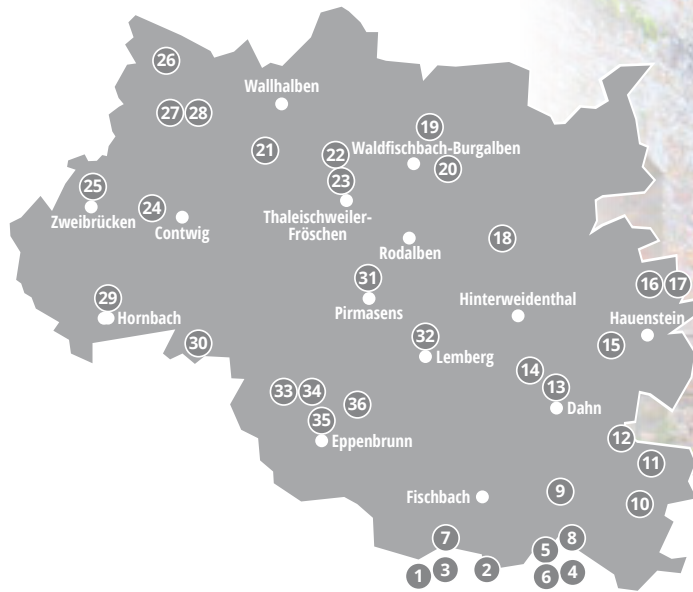 26
Wallhalben
27 28
19
21
22
Waldfischbach-Burgalben
20
23
25
24
Zweibrücken
Contwig
Thaleischweiler-
Fröschen
Rodalben
18
31
16 17
29
Hornbach
Pirmasens
Hinterweidenthal
Hauenstein
30
32
Lemberg
15
14
13
33 34
36
Dahn
35
Eppenbrunn
12
11
Fischbach
9
10
7
8
5
1 3 2
6 4